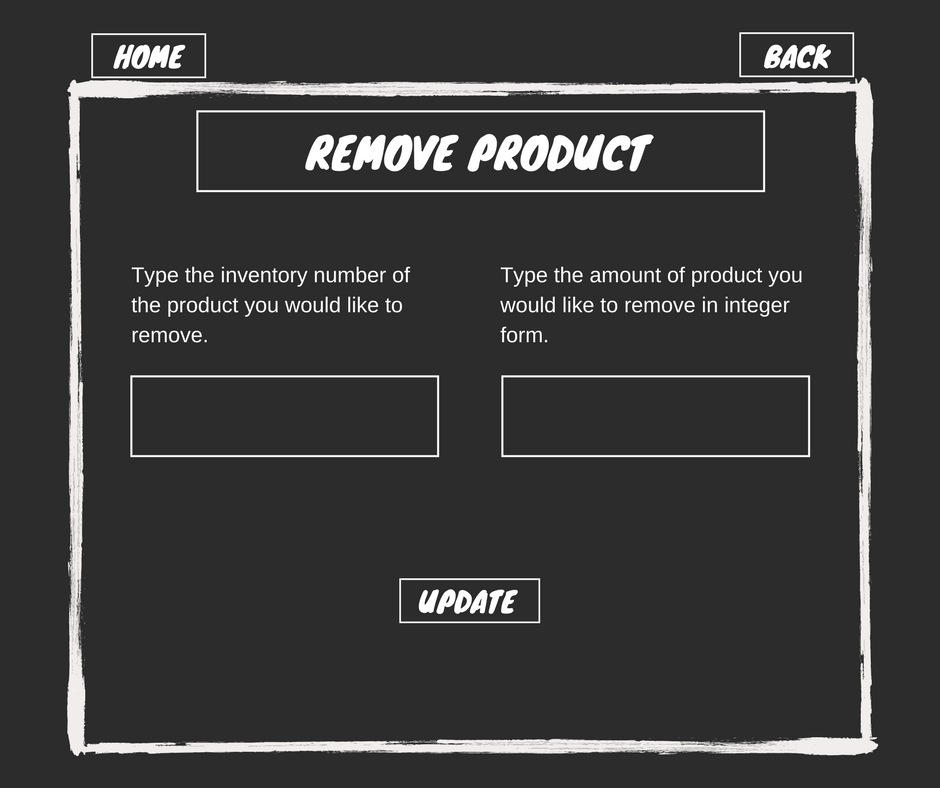 HOME
BACK
REMOVE PRODUCT
Type the inventory number of
the product you would like to
remove.
Type the amount of product you
would like to remove in integer
form.
UPDATE